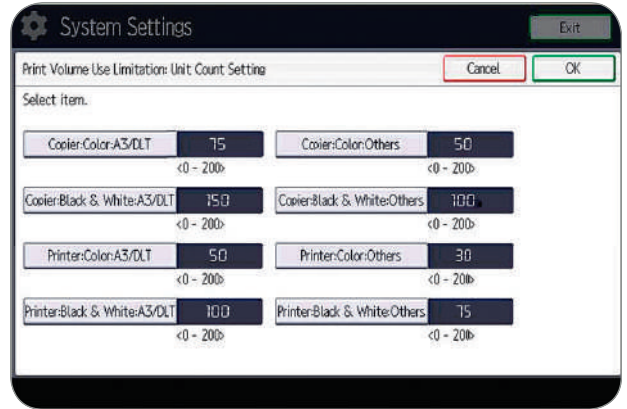 System Settings
Exit
Print Volume Use Limitation: Unit Count Setting
Cancel
OK
Select item.
Copier:Color:A3/DLT 75 Copier:Color:Others 50
<0 - 200> <0 - 200>
Copier:Black & White:A3/DLT 150 Copier:Black & White:Others 100
<0 - 200> <0 - 200>
Printer:Color:A3/DLT 50 Printer:Color:Others 30
<0 - 200> <0 - 200>
Printer:Black & White:A3/DLT 100 Printer:Black & White:Others 75
<0 - 200> <0 - 200>